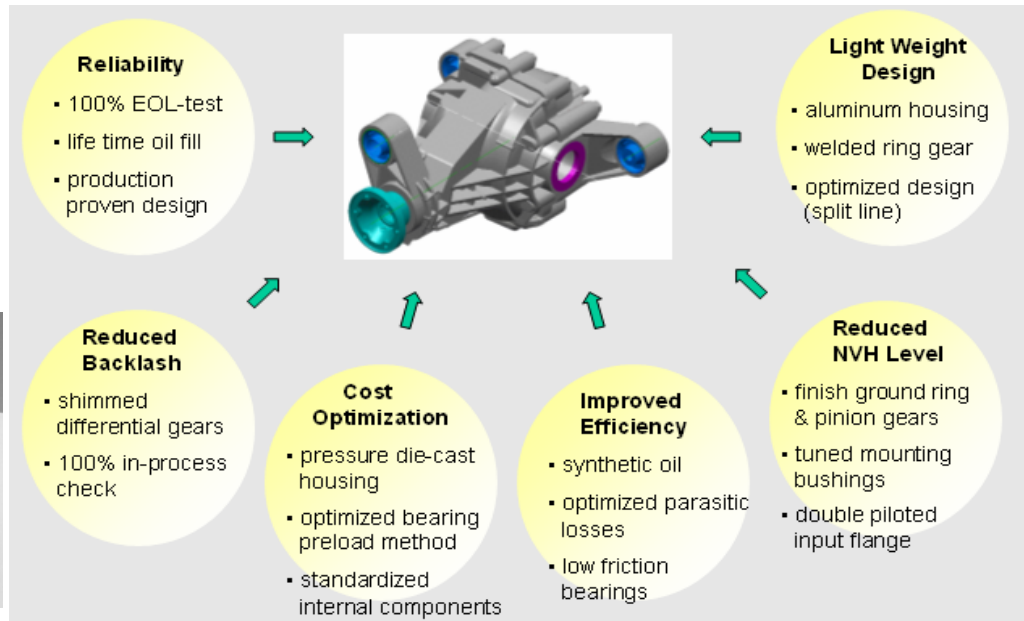 Reliability
▪ 100% EOL-test
▪ life time oil fill
▪ production
proven design
Light Weight
Design
▪ aluminum housing
▪ welded ring gear
▪ optimized design
(split line)
Reduced
Backlash
▪ shimmed
differential gears
▪ 100% in-process
check
Cost
Optimization
▪ pressure die-cast
housing
▪ optimized bearing
preload method
▪ standardized
internal components
Improved
Efficiency
▪ synthetic oil
▪ optimized parasitic
losses
▪ low friction
bearings
Reduced
NVH Level
▪ finish ground ring
& pinion gears
▪ tuned mounting
bushings
▪ double piloted
input flange